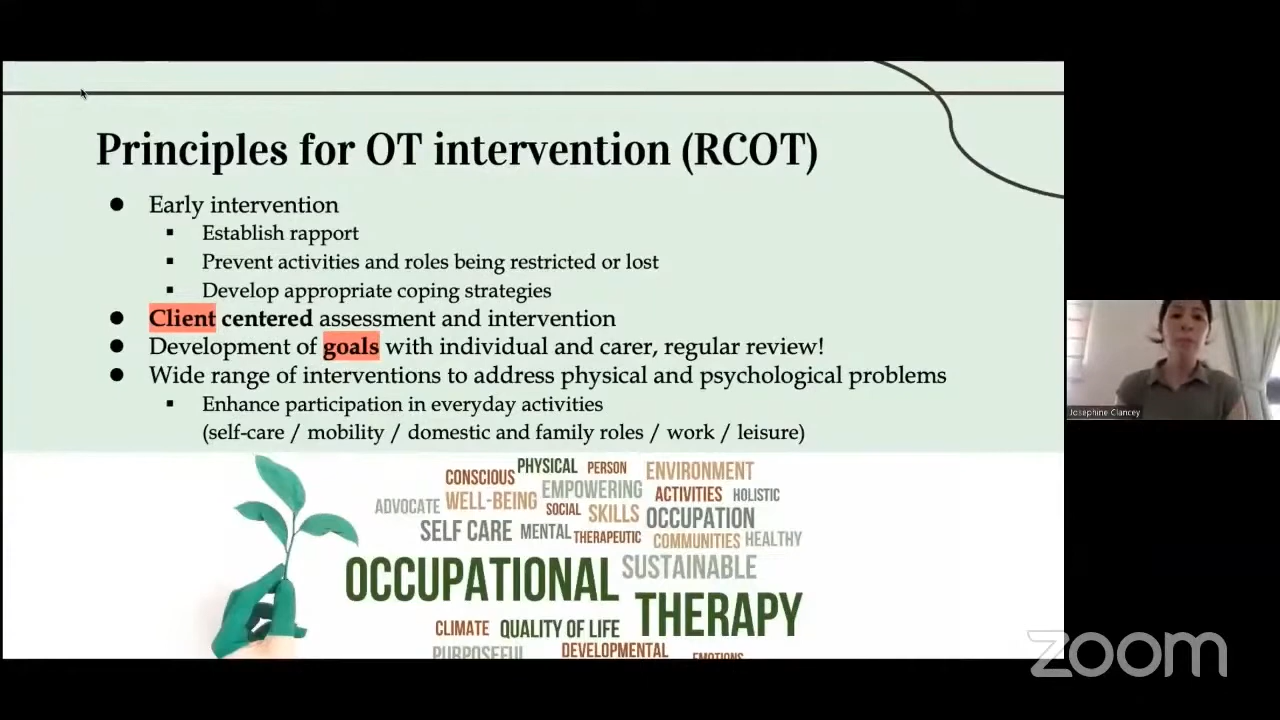 Principles for OT intervention (RCOT)
● Early intervention
▪ Establish rapport
▪ Prevent activities and roles being restricted or lost
▪ Develop appropriate coping strategies
● Client centered assessment and intervention
● Development of goals with individual and carer, regular review!
● Wide range of interventions to address physical and psychological problems
▪ Enhance participation in everyday activities
(self-care / mobility / domestic and family roles / work / leisure)
CONSCIOUS PHYSICAL PERSON ENVIRONMENT
ADVOCATE WELL-BEING EMPOWERING ACTIVITIES HOLISTIC
SOCIAL SKILLS OCCUPATION
SELF CARE MENTAL THERAPEUTIC COMMUNITIES HEALTHY
OCCUPATIONAL SUSTAINABLE
THERAPY
CLIMATE QUALITY OF LIFE
PURPOSEFUL DEVELOPMENTAL EMOTIONS
Josephine Clancey
zoom